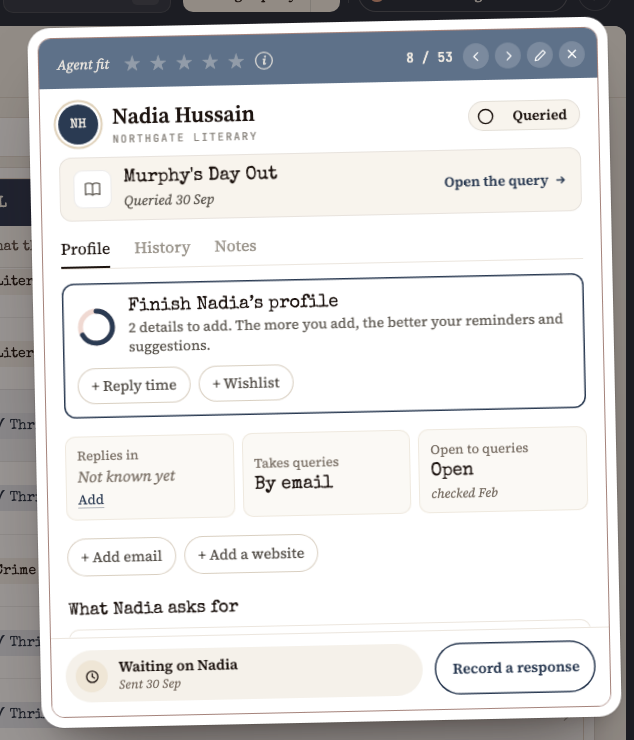 Agent fit
8 / 53
NH
Nadia Hussain
Queried
NORTHGATE LITERARY
Murphy's Day Out
Queried 30 Sep
Open the query →
Profile
History
Notes
Finish Nadia’s profile
2 details to add. The more you add, the better your reminders and
suggestions.
+ Reply time
+ Wishlist
Replies in
Not known yet
Add
Takes queries
By email
Open to queries
Open
checked Feb
+ Add email
+ Add a website
What Nadia asks for
Waiting on Nadia
Sent 30 Sep
Record a response